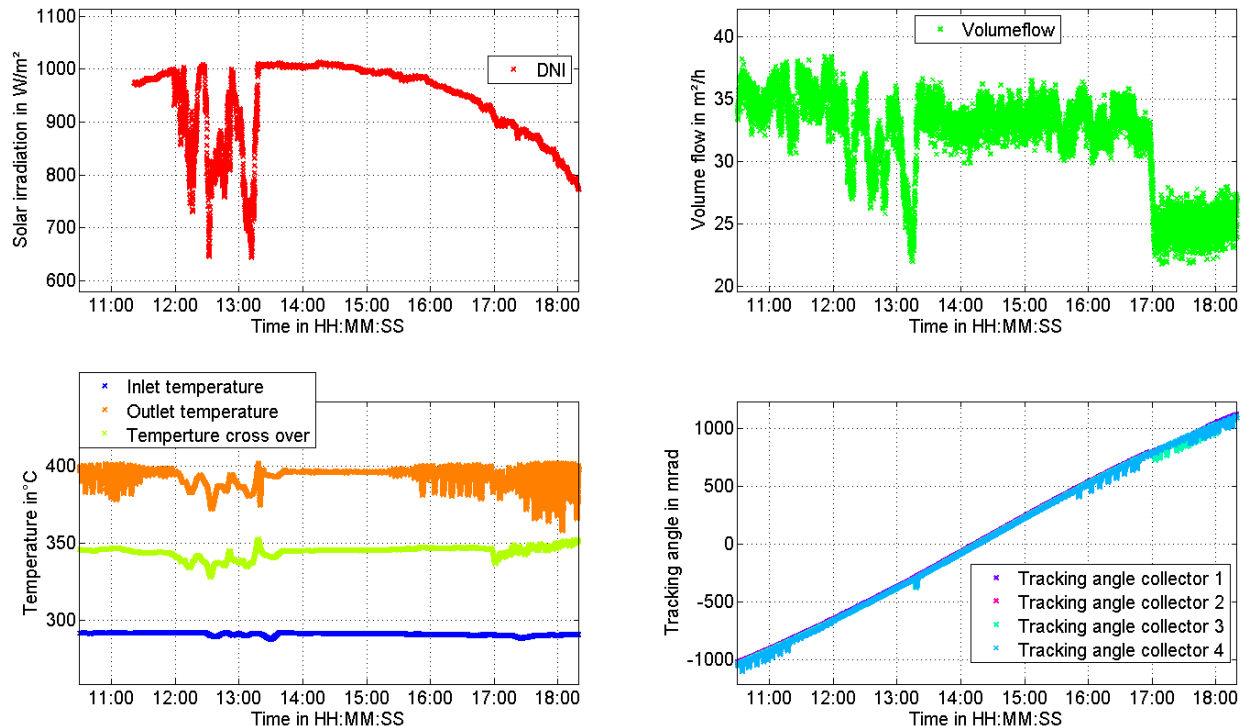 1100
1000
900
800
700
600
Solar irradiation in W/m²
DNI
11:00 12:00 13:00 14:00 15:00 16:00 17:00 18:00
Time in HH:MM:SS
40
35
30
25
20
Volume flow in m²/h
Volumeflow
11:00 12:00 13:00 14:00 15:00 16:00 17:00 18:00
Time in HH:MM:SS
Inlet temperature
Outlet temperature
Temperture cross over
400
350
300
Temperature in°C
11:00 12:00 13:00 14:00 15:00 16:00 17:00 18:00
Time in HH:MM:SS
1000
500
0
-500
-1000
Tracking angle in mrad
Tracking angle collector 1
Tracking angle collector 2
Tracking angle collector 3
Tracking angle collector 4
11:00 12:00 13:00 14:00 15:00 16:00 17:00 18:00
Time in HH:MM:SS